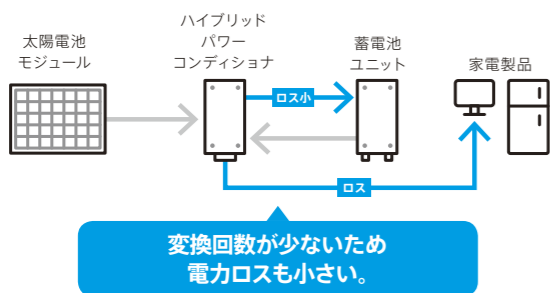 太陽電池
モジュール
ハイブリッド
パワー
コンディショナ
蓄電池
ユニット
家電製品
ロス小
ロス
変換回数が少ないため
電力ロスも小さい。